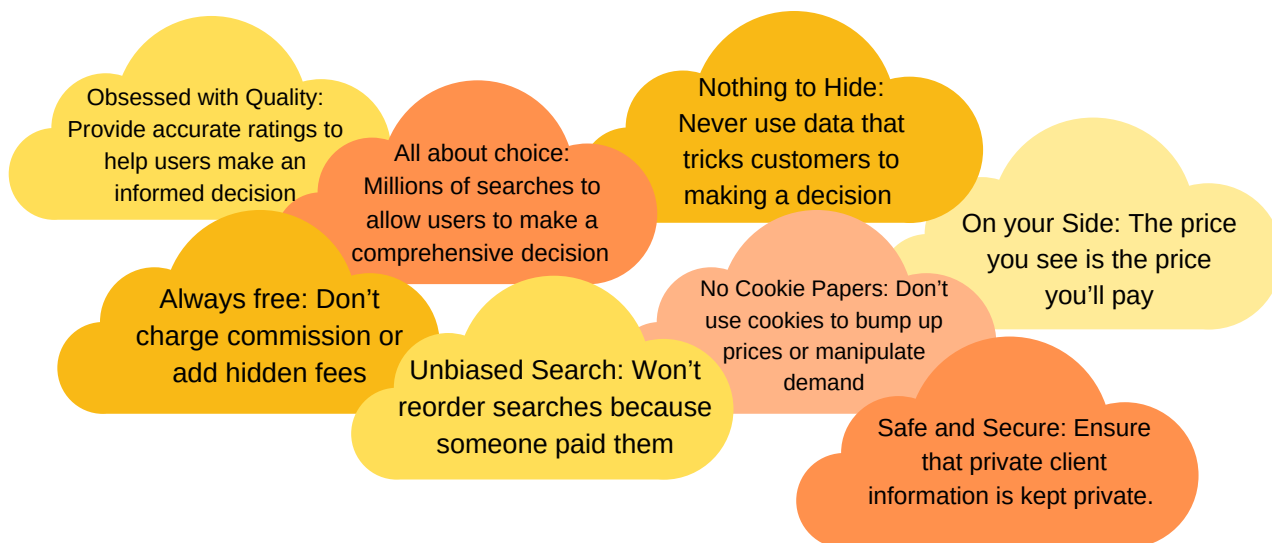 Obsessed with Quality:
Provide accurate ratings to
help users make an
informed decision
All about choice:
Millions of searches to
allow users to make a
comprehensive decision
Nothing to Hide:
Never use data that
tricks customers to
making a decision
On your Side: The price
you see is the price
you’ll pay
Always free: Don’t
charge commission or
add hidden fees
Unbiased Search: Won’t
reorder searches because
someone paid them
No Cookie Papers: Don’t
use cookies to bump up
prices or manipulate
demand
Safe and Secure: Ensure
that private client
information is kept private.